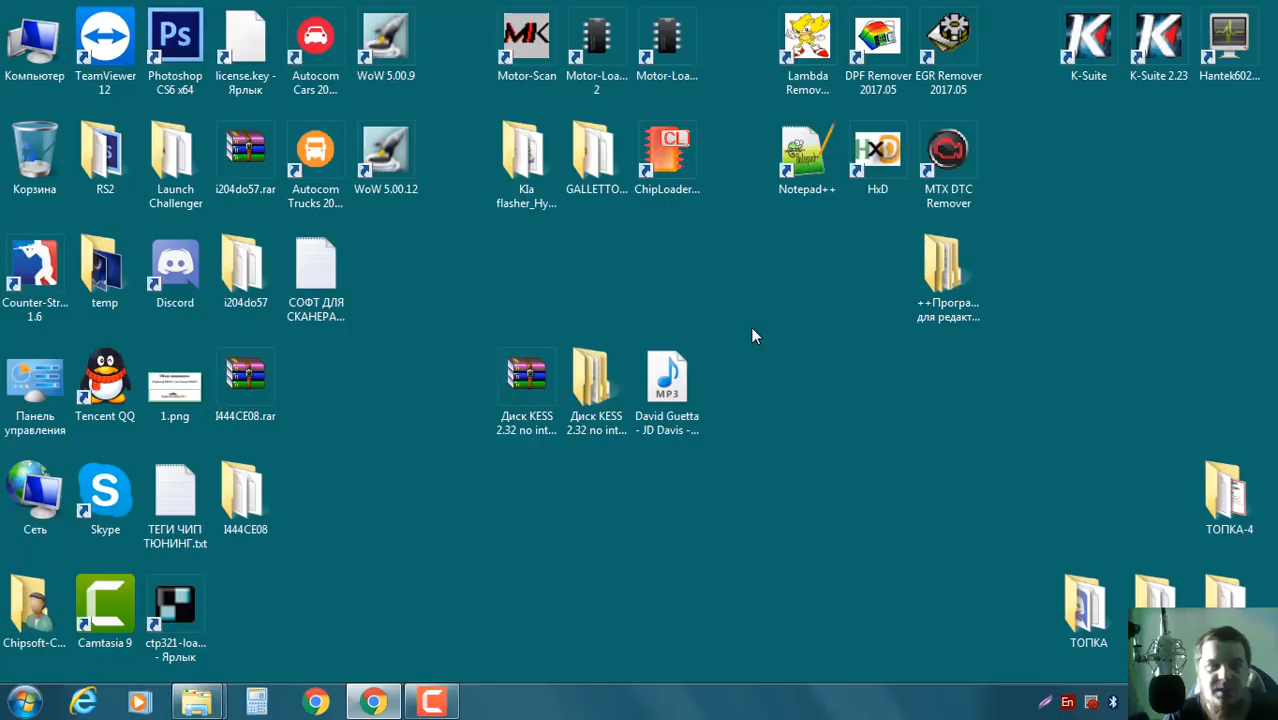 Компьютер
TeamViewer
12
Photoshop
CS6 x64
license.key -
Ярлык
Autocom
Cars 20...
WoW 5.00.9
Motor-Scan
Motor-Loa...
2
Motor-Loa...
Lambda
Remov...
DPF Remover
2017.05
EGR Remover
2017.05
K-Suite
K-Suite 2.23
Hantek602...
Корзина
RS2
Launch
Challenger
i204do57.rar
Autocom
Trucks 20...
WoW 5.00.12
KIa
flasher_Hy...
GALLETTO...
ChipLoader...
Notepad++
HxD
MTX DTC
Remover
Counter-Str...
1.6
temp
Discord
i204do57
СОФТ ДЛЯ
СКАНЕРА...
++Програ...
для редакт...
Панель
управления
Tencent QQ
1.png
I444CE08.rar
Диск KESS
2.32 no int...
Диск KESS
2.32 no int...
MP3
David Guetta
- JD Davis -...
Сеть
Skype
ТЕГИ ЧИП
ТЮНИНГ.txt
I444CE08
ТОПКА-4
Chipsoft-C...
Camtasia 9
ctp321-loa...
- Ярлык
ТОПКА
En